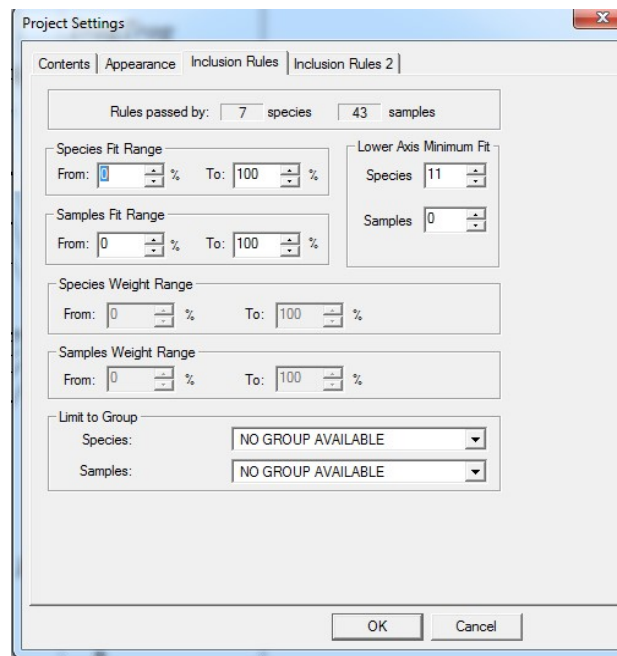 Project Settings
Contents Appearance Inclusion Rules Inclusion Rules 2
Rules passed by: 7 species 43 samples
Species Fit Range
From: 0 % To: 100 %
Lower Axis Minimum Fit
Species 11
Samples 0
Samples Fit Range
From: 0 % To: 100 %
Species Weight Range
From: 0 % To: 100 %
Samples Weight Range
From: 0 % To: 100 %
Limit to Group
Species: NO GROUP AVAILABLE
Samples: NO GROUP AVAILABLE
OK Cancel